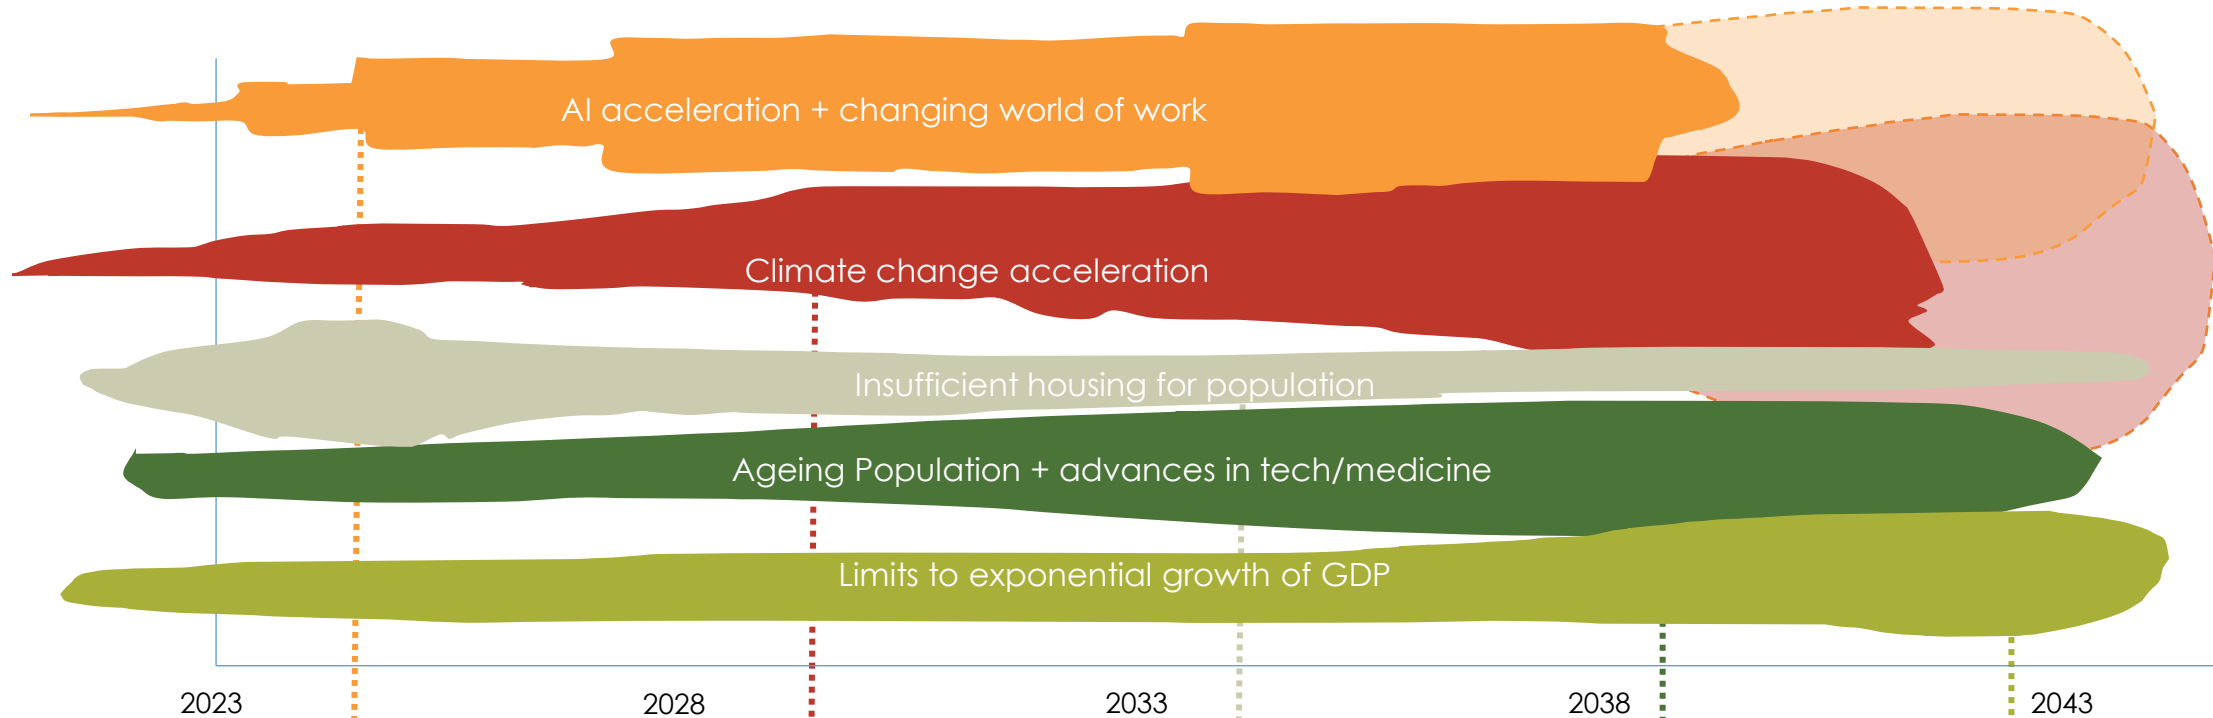 AI acceleration + changing world of work
Climate change acceleration
Insufficient housing for population
Ageing Population + advances in tech/medicine
Limits to exponential growth of GDP
2023 2028 2033 2038 2043